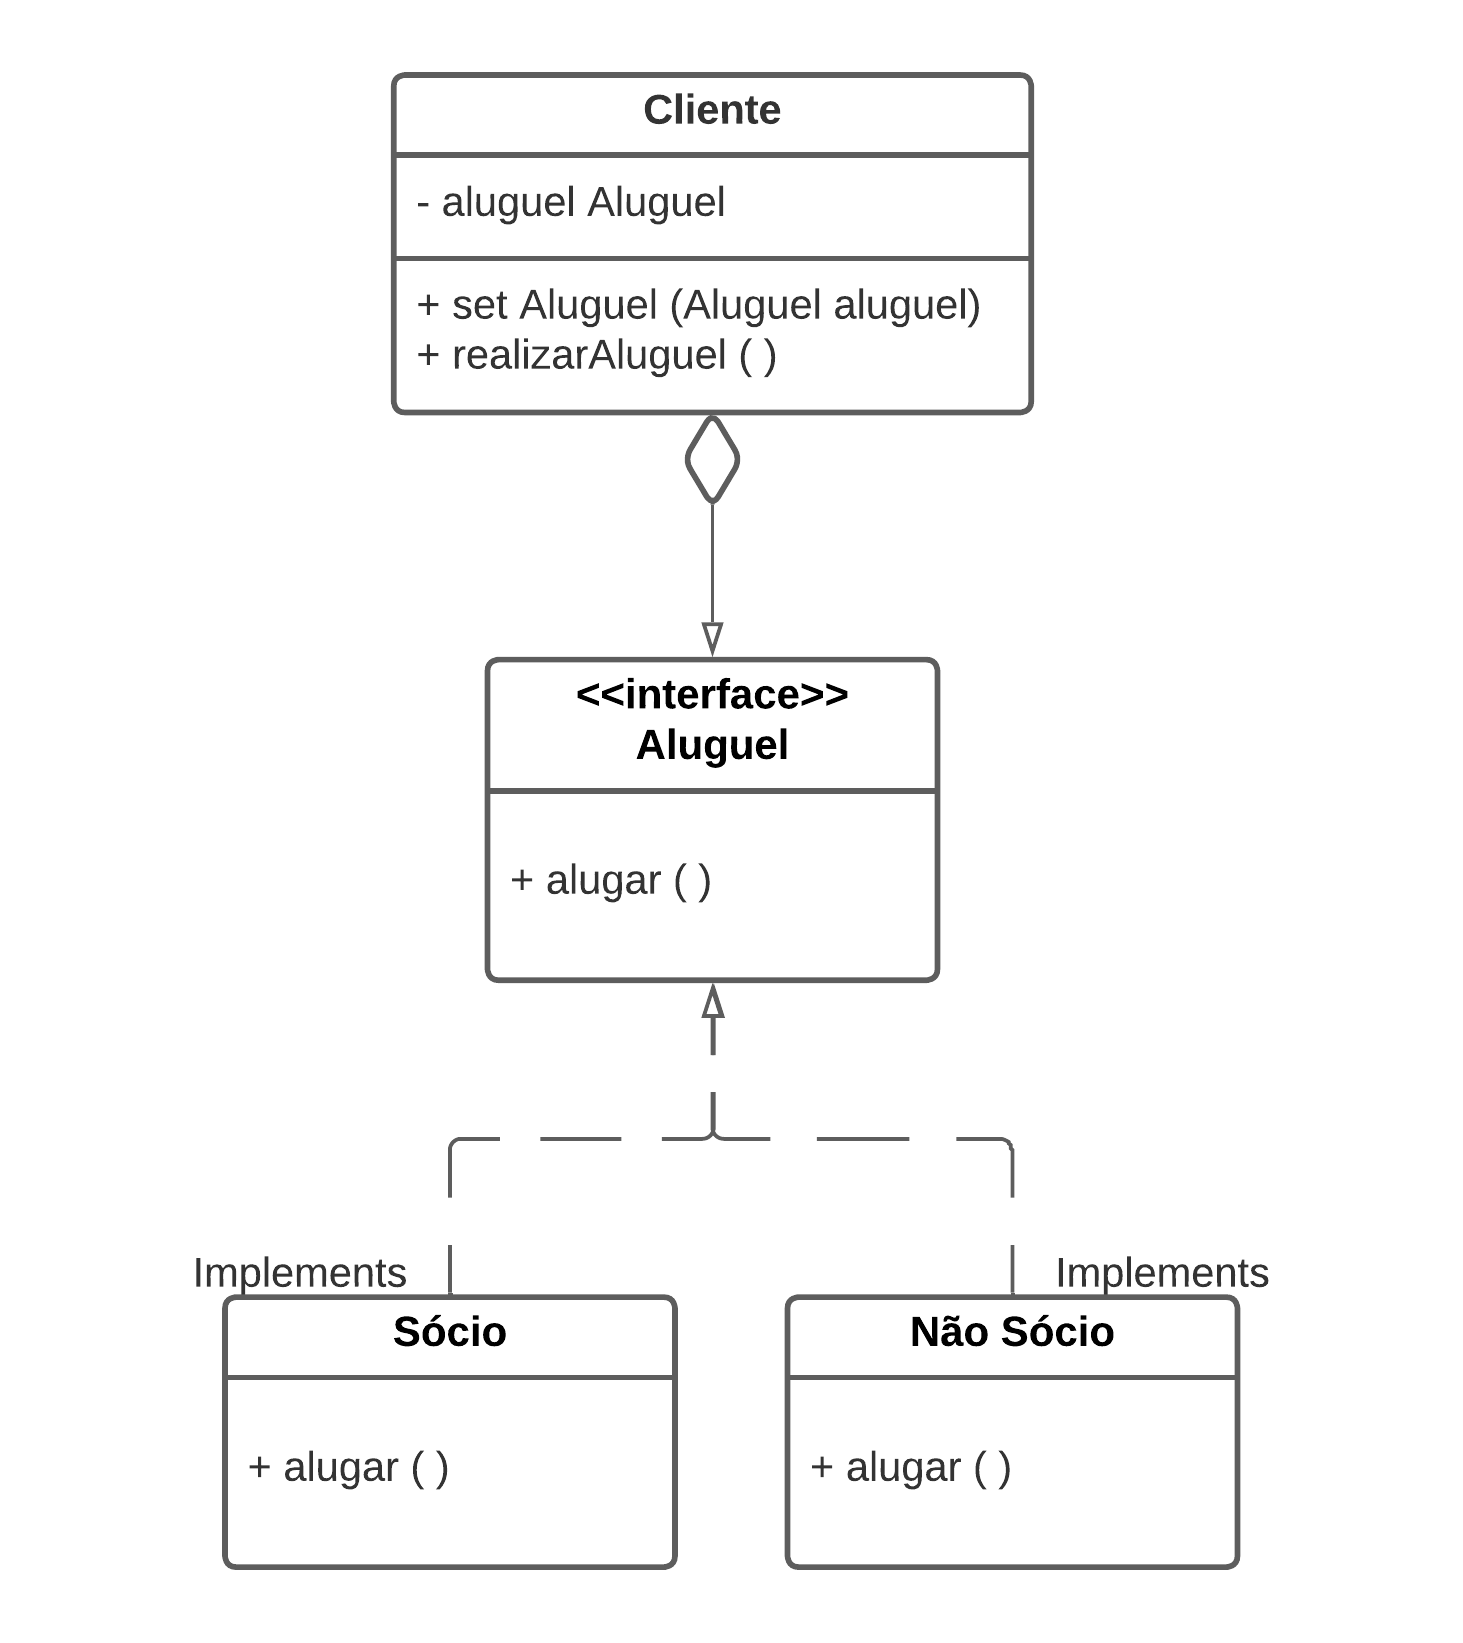 Cliente
- aluguel Aluguel
+ set Aluguel (Aluguel aluguel)
+ realizarAluguel ( )
<<interface>>
Aluguel
+ alugar ( )
Implements
Implements
Sócio
Não Sócio
+ alugar ( )
+ alugar ( )